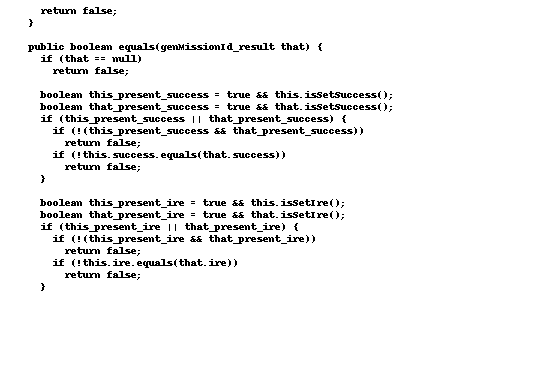 return false;
}
public boolean equals(genMissionId_result that) {
if (that == null)
return false;
boolean this_present_success = true && this.isSetSuccess();
boolean that_present_success = true && that.isSetSuccess();
if (this_present_success || that_present_success) {
if (!(this_present_success && that_present_success))
return false;
if (!this.success.equals(that.success))
return false;
}
boolean this_present_ire = true && this.isSetIre();
boolean that_present_ire = true && that.isSetIre();
if (this_present_ire || that_present_ire) {
if (!(this_present_ire && that_present_ire))
return false;
if (!this.ire.equals(that.ire))
return false;
}